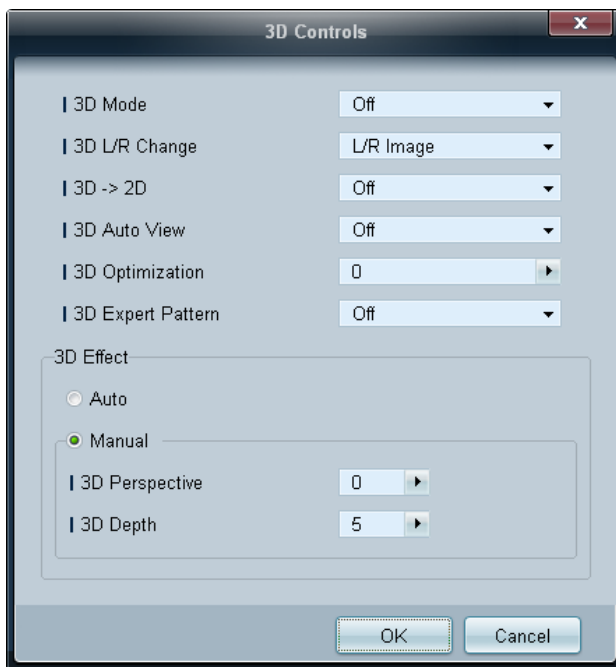 3D Controls
x
3D Mode Off
3D L/R Change L/R Image
3D -> 2D Off
3D Auto View Off
3D Optimization 0
3D Expert Pattern Off
3D Effect
Auto
Manual
3D Perspective 0
3D Depth 5
OK Cancel